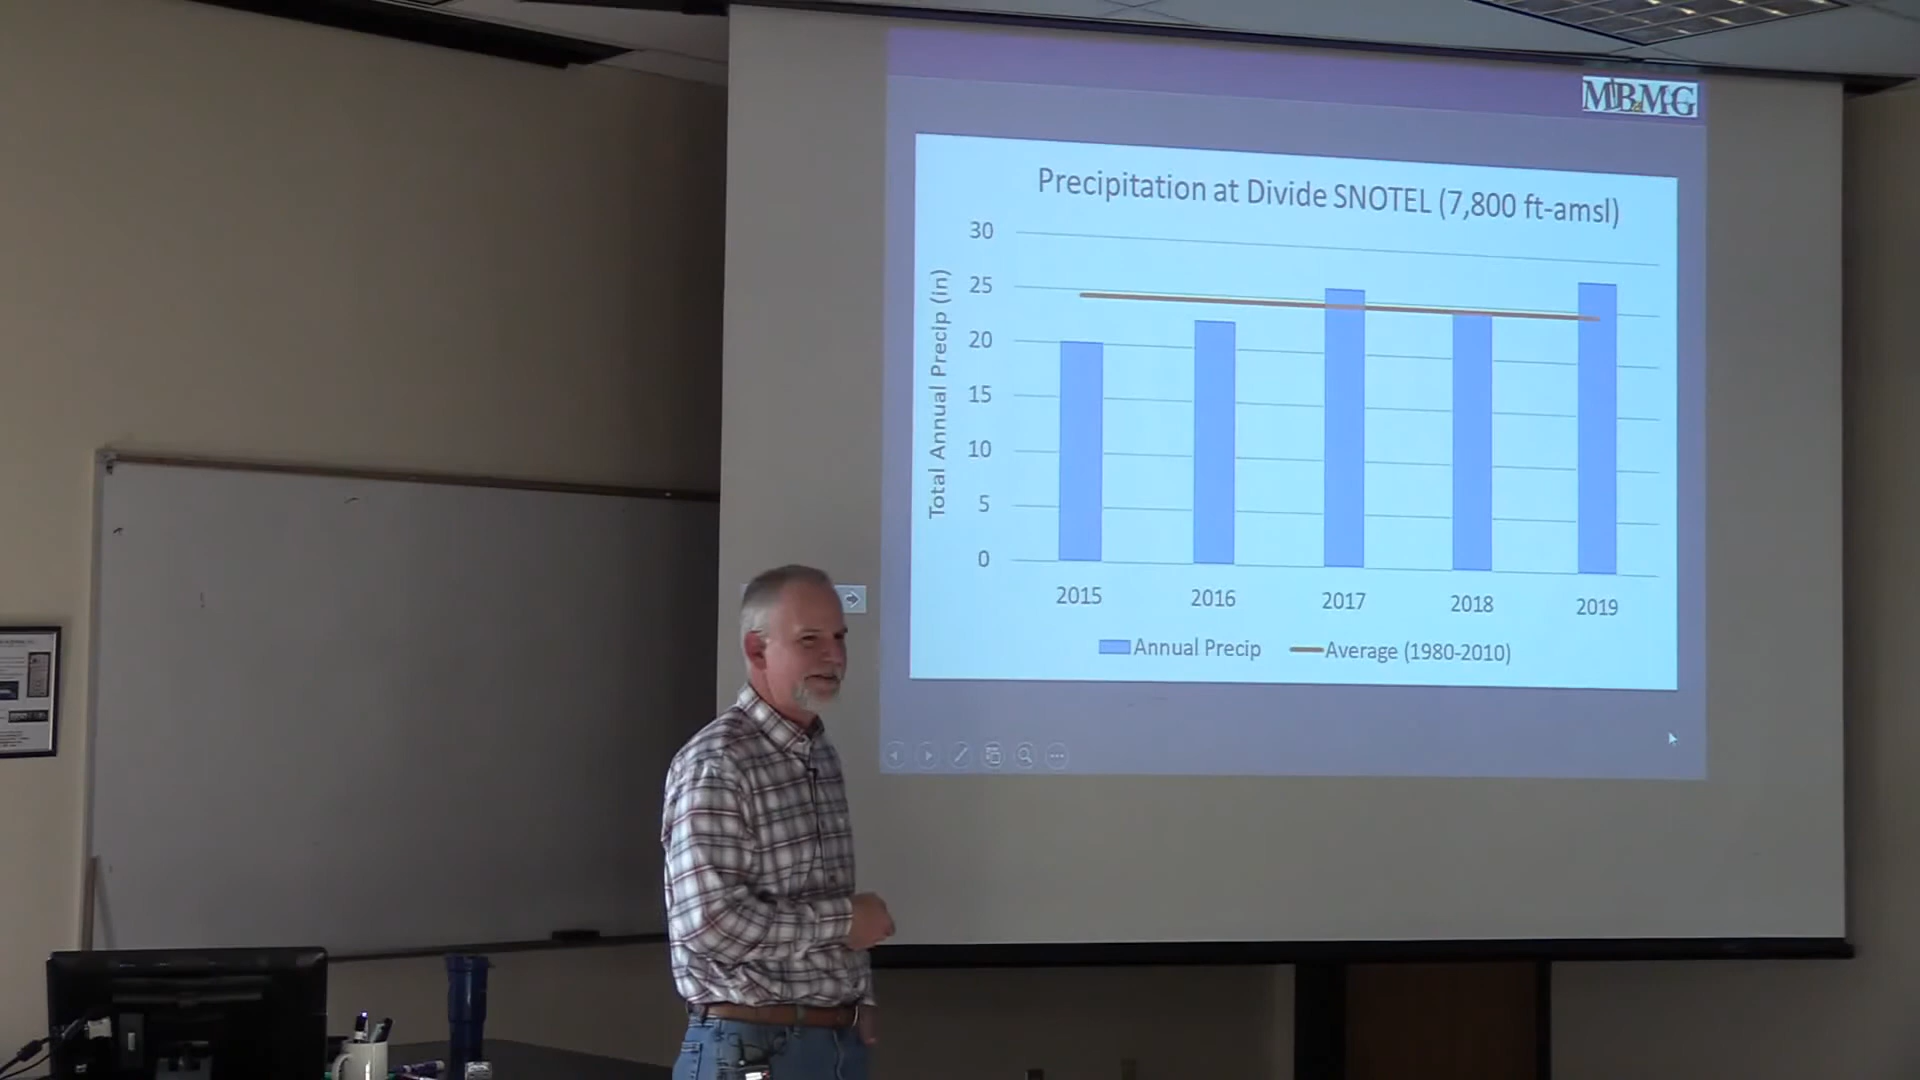 MBMG
Precipitation at Divide SNOTEL (7,800 ft-amsl)
Total Annual Precip (in)
30
25
20
15
10
5
0
2015 2016 2017 2018 2019
Annual Precip Average (1980-2010)